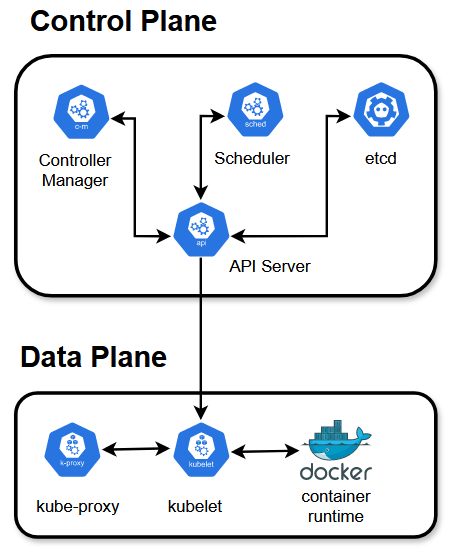 Control Plane
c-m
sched
Controller
Manager
Scheduler
etcd
api
API Server
Data Plane
k-proxy
kubelet
docker
kube-proxy
kubelet
container
runtime